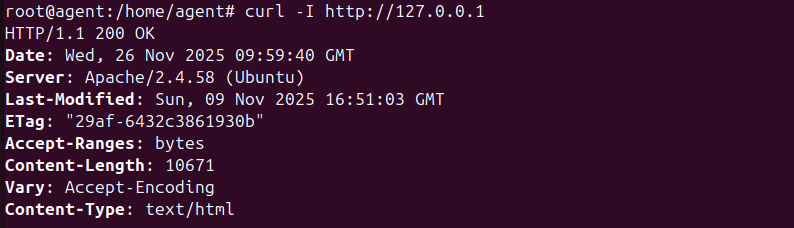 root@agent:/home/agent# curl -I http://127.0.0.1
HTTP/1.1 200 OK
Date: Wed, 26 Nov 2025 09:59:40 GMT
Server: Apache/2.4.58 (Ubuntu)
Last-Modified: Sun, 09 Nov 2025 16:51:03 GMT
ETag: "29af-6432c3861930b"
Accept-Ranges: bytes
Content-Length: 10671
Vary: Accept-Encoding
Content-Type: text/html